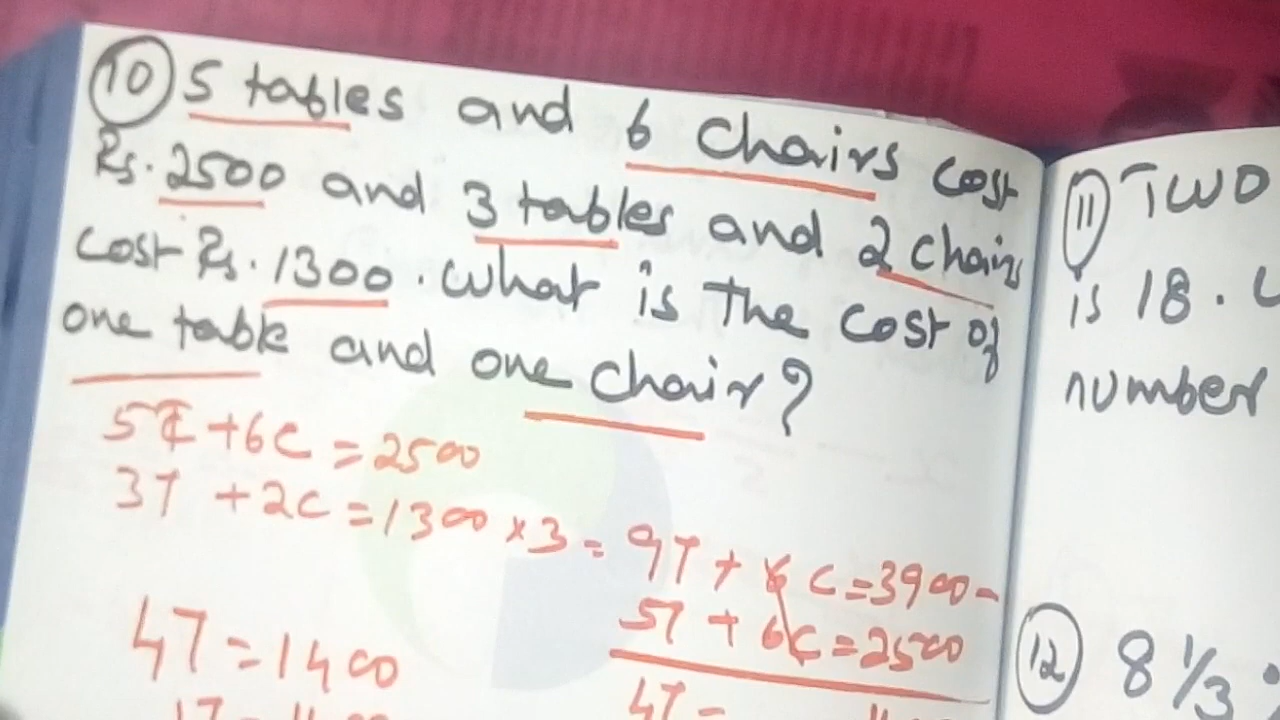 10 5 tables and 6 Chairs cost
Rs. 2500 and 3 tables and 2 chairs
cost Rs. 1300. What is the cost of
one table and one chair?
5T + 6C = 2500
3T + 2C = 1300 × 3 = 9T + 6C = 3900 -
5T + 6C = 2500
4T = 1400
4T =
11 TWO
is 18.
number
12 8 1/3